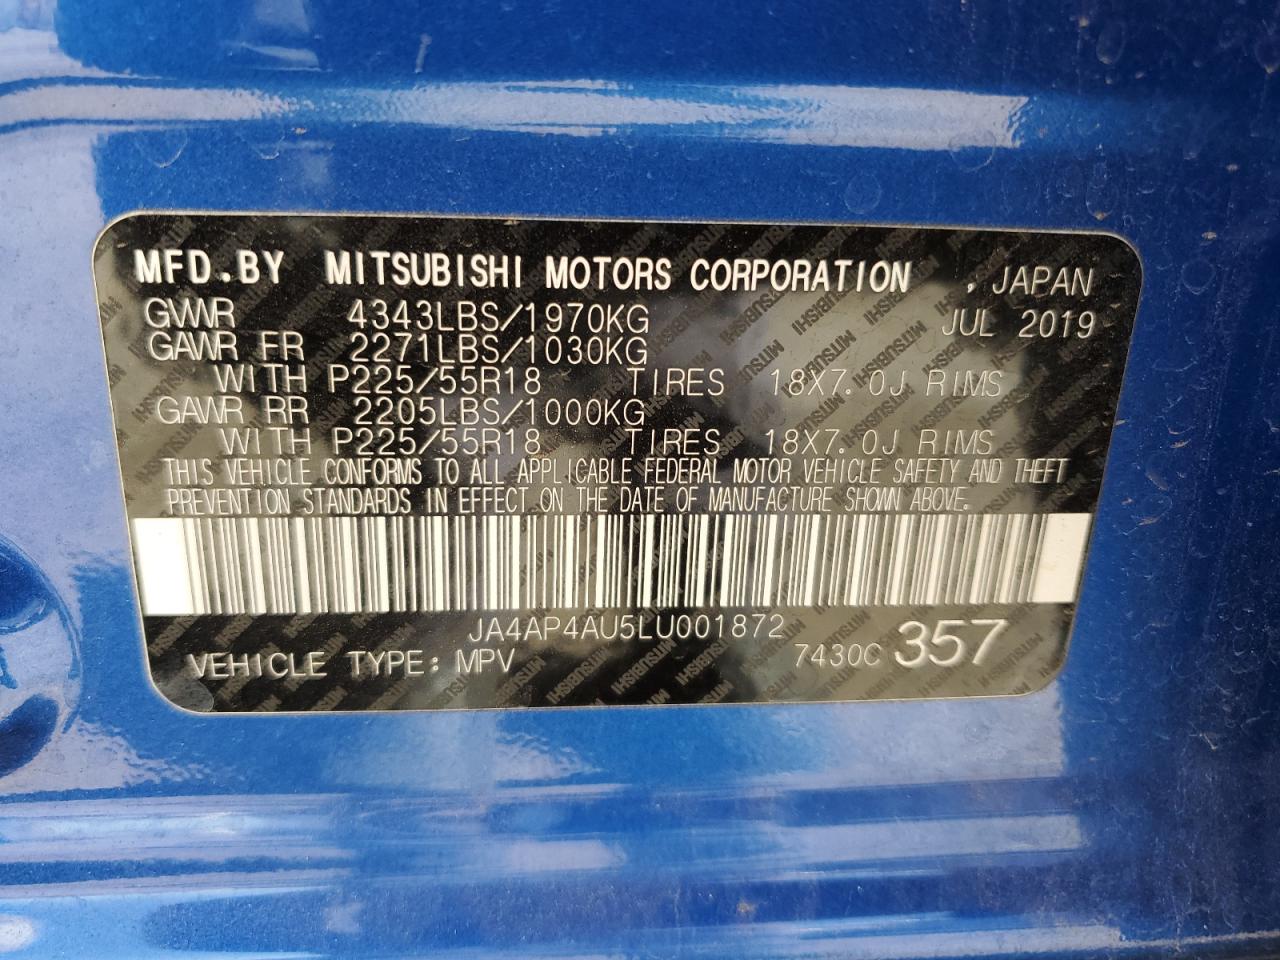 MFD.BY MITSUBISHI MOTORS CORPORATION . JAPAN
GVWR 4343LBS/1970KG JUL 2019
GAWR FR 2271LBS/1030KG
WITH P225/55R18 TIRES 18X7.0J RIMS
GAWR RR 2205LBS/1000KG
WITH P225/55R18 TIRES 18X7.0J RIMS
THIS VEHICLE CONFORMS TO ALL APPLICABLE FEDERAL MOTOR VEHICLE SAFETY AND THEFT
PREVENTION STANDARDS IN EFFECT ON THE DATE OF MANUFACTURE SHOWN ABOVE.
JA4AP4AU5LU001872
VEHICLE TYPE: MPV 7430C 357